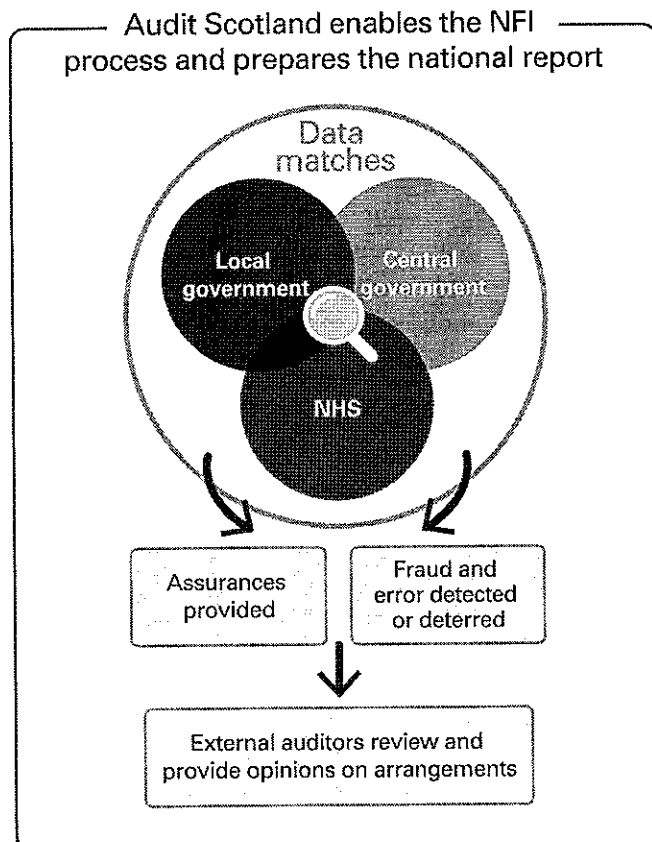 Audit Scotland enables the NFI
process and prepares the national report
Data
matches
Local
government
Central
government
NHS
Assurances
provided
Fraud and
error detected
or deterred
External auditors review and
provide opinions on arrangements